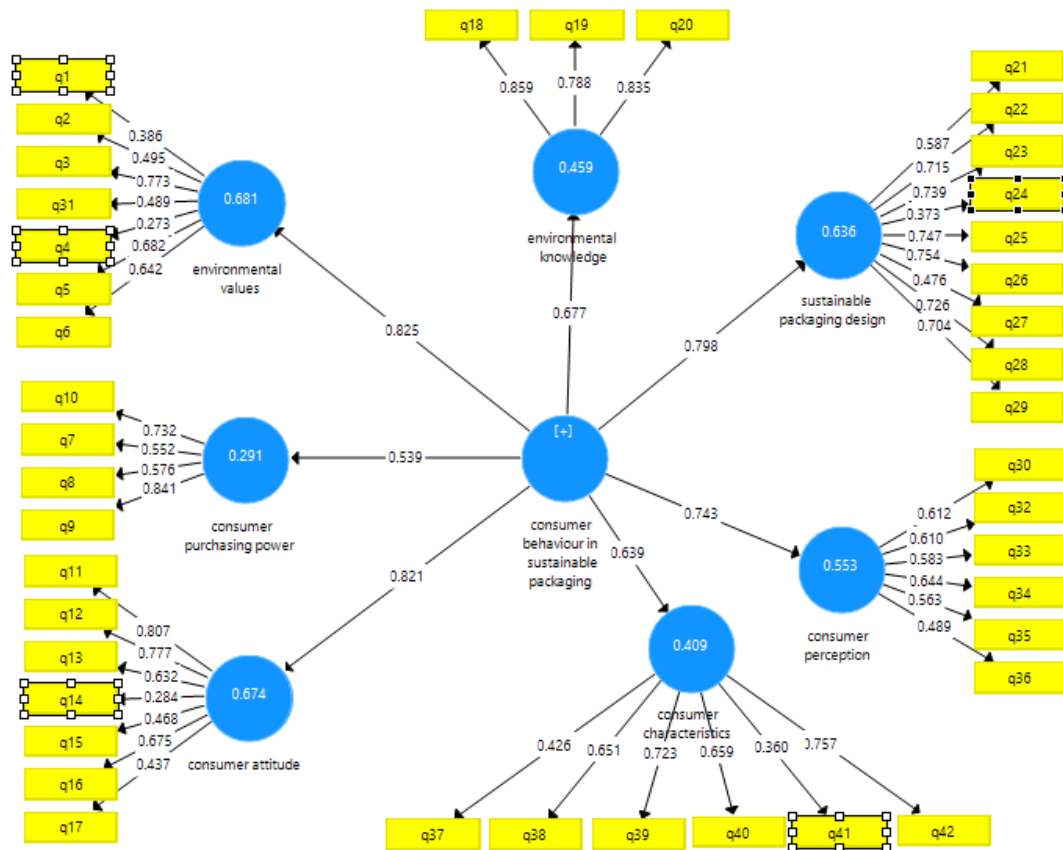 q18
q19
q20
q1
q2
q3
q31
q4
q5
q6
0.386
0.495
0.773
0.489
0.273
0.682
0.642
0.681
environmental
values
0.859
0.788
0.835
0.459
environmental
knowledge
q21
q22
q23
q24
q25
q26
q27
q28
q29
0.587
0.715
0.739
0.373
0.747
0.754
0.476
0.726
0.704
0.636
sustainable
packaging design
0.825
0.677
0.798
q10
q7
q8
q9
0.732
0.552
0.576
0.841
0.291
consumer
purchasing power
0.539
[+]
consumer
behaviour in
sustainable
packaging
0.743
0.639
0.821
q30
q32
q33
q34
q35
q36
0.612
0.610
0.583
0.644
0.563
0.489
0.553
consumer
perception
q11
q12
q13
q14
q15
q16
q17
0.807
0.777
0.632
0.284
0.468
0.675
0.437
0.674
consumer attitude
0.409
consumer
characteristics
0.426
0.651
0.723
0.659
0.360
0.757
q37
q38
q39
q40
q41
q42